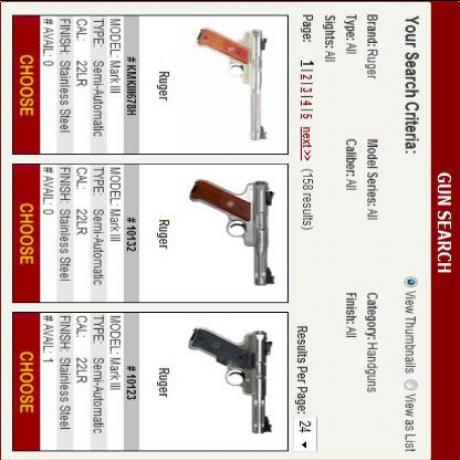 GUN SEARCH
Your Search Criteria:
View Thumbnails View as List
Brand: Ruger Model Series: All Category: Handguns
Type: All Caliber: All Finish: All
Sights: All
Page: 1 | 2 | 3 | 4 | 5 next >> (158 results) Results Per Page: 24
Ruger
# KMKIII678H
MODEL: Mark III
TYPE: Semi-Automatic
CAL: 22LR
FINISH: Stainless Steel
# AVAIL: 0
CHOOSE
Ruger
# 10132
MODEL: Mark III
TYPE: Semi-Automatic
CAL: 22LR
FINISH: Stainless Steel
# AVAIL: 0
CHOOSE
Ruger
# 10123
MODEL: Mark III
TYPE: Semi-Automatic
CAL: 22LR
FINISH: Stainless Steel
# AVAIL: 1
CHOOSE